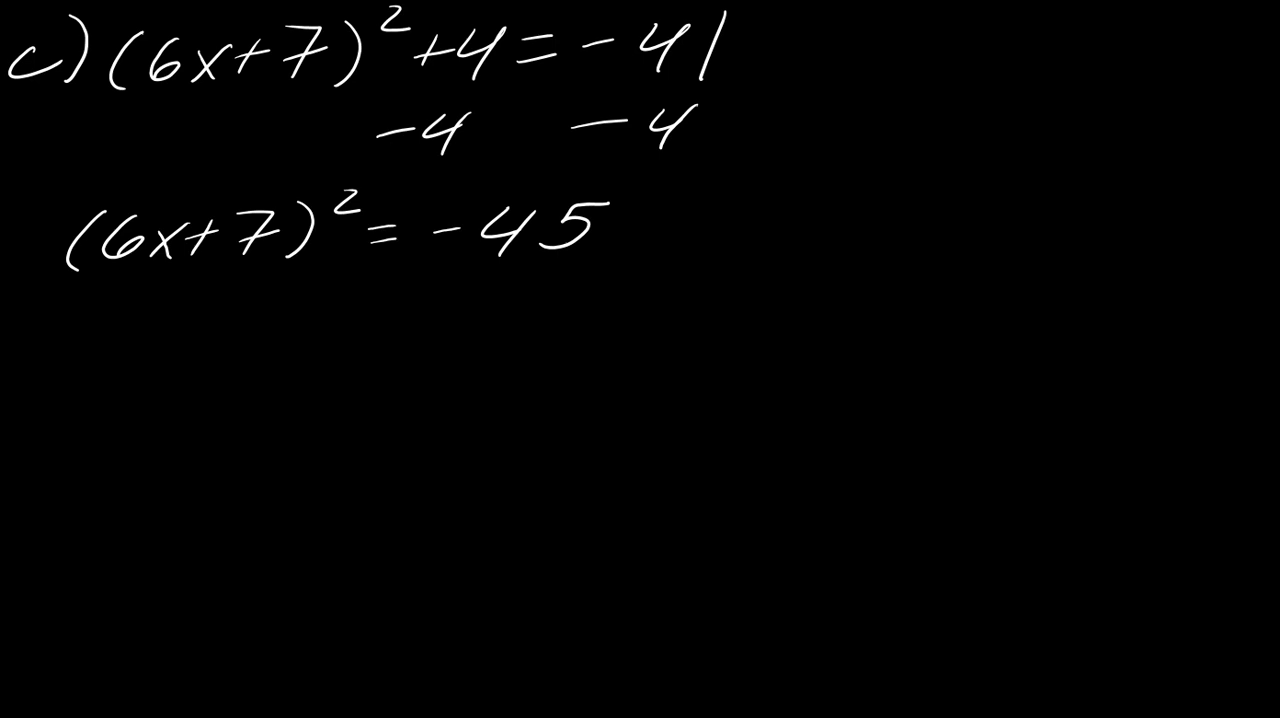 c) (6x+7)² +4 = -41
-4 -4
(6x+7)² = -45